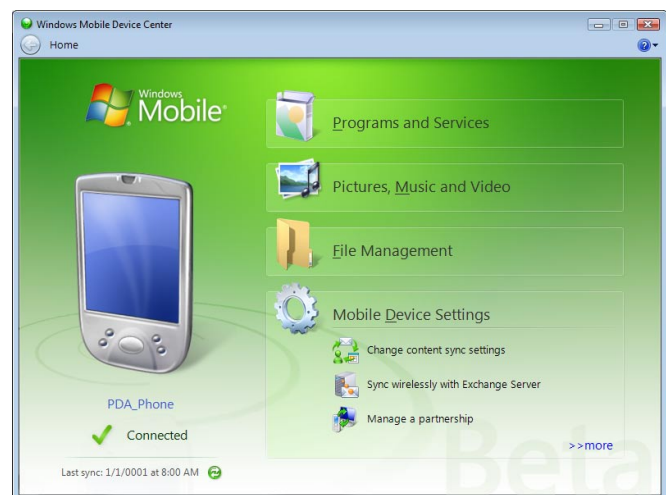 Windows Mobile Device Center
Home
Windows
Mobile®
Programs and Services
Pictures, Music and Video
File Management
Mobile Device Settings
Change content sync settings
Sync wirelessly with Exchange Server
Manage a partnership
>>more
PDA_Phone
Connected
Last sync: 1/1/0001 at 8:00 AM
Beta